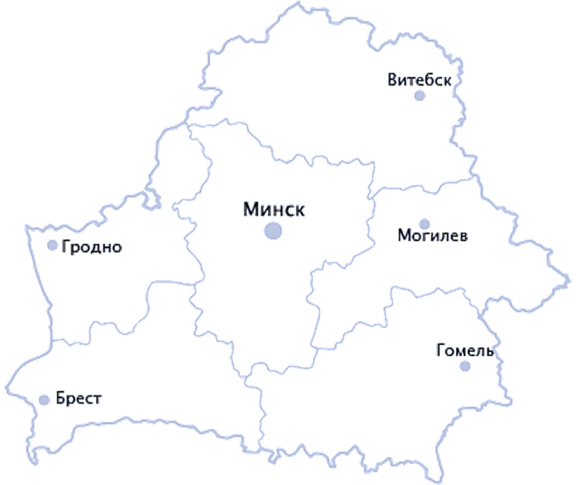 Витебск
Минск
Могилев
Гродно
Гомель
Брест